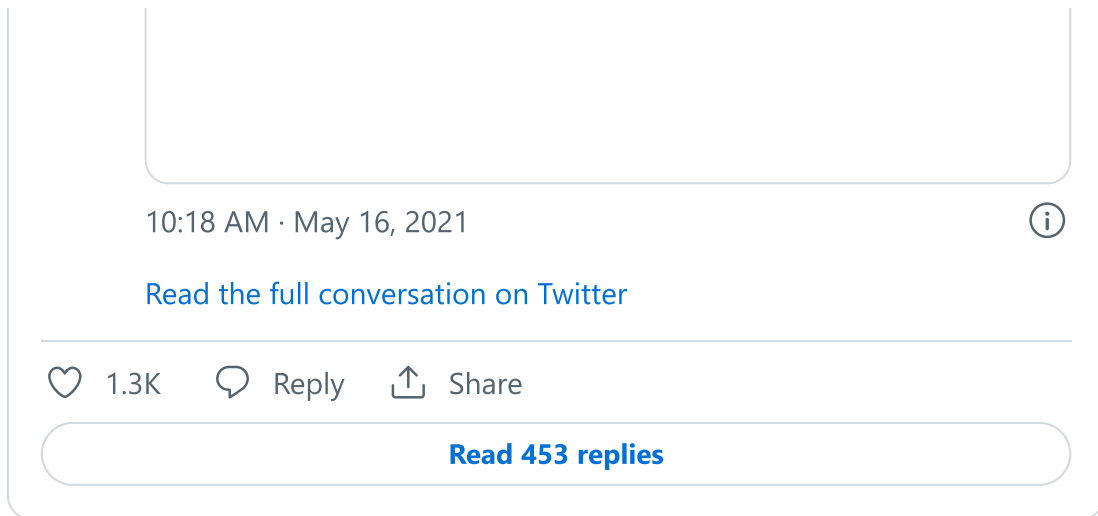 10:18 AM · May 16, 2021
Read the full conversation on Twitter
1.3K Reply Share
Read 453 replies